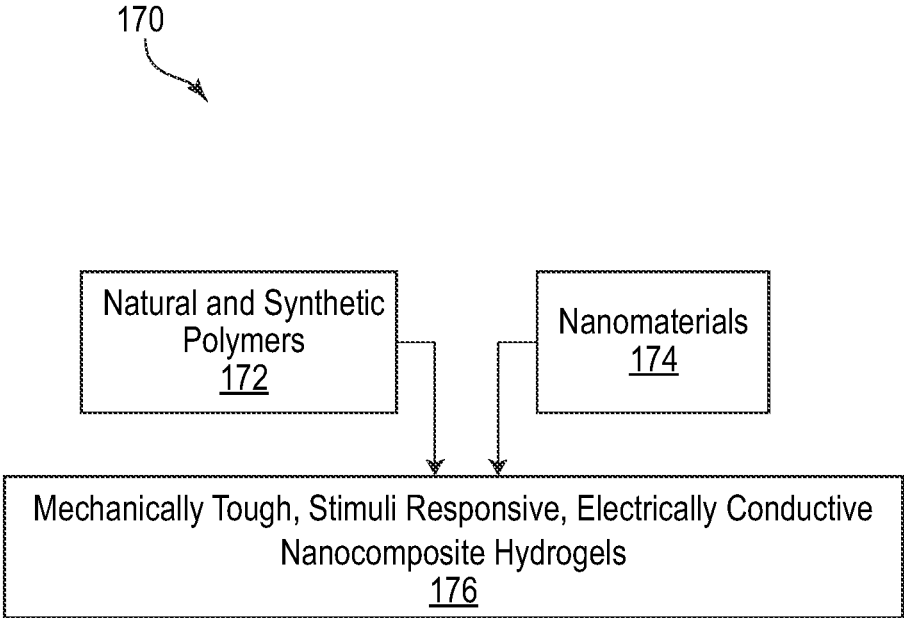 170
Natural and Synthetic
Polymers
172
Nanomaterials
174
Mechanically Tough, Stimuli Responsive, Electrically Conductive
Nanocomposite Hydrogels
176